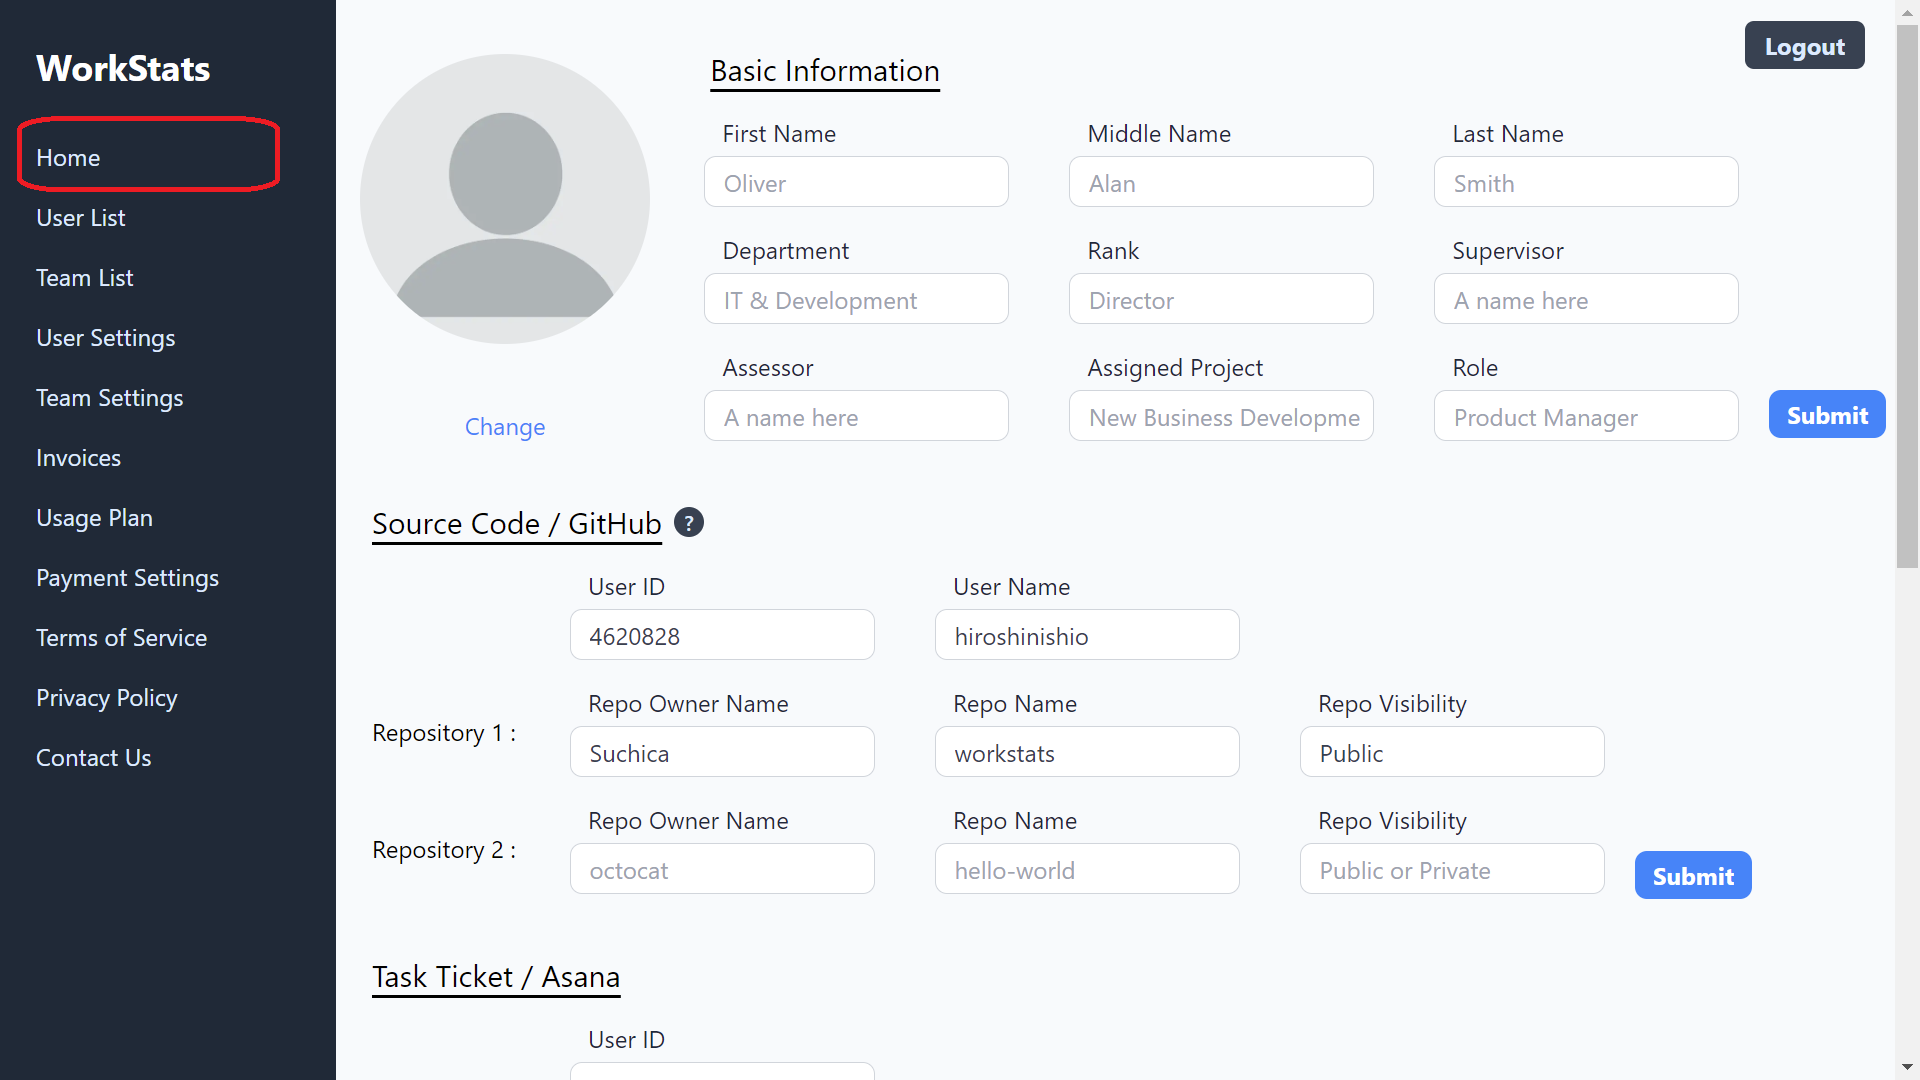 WorkStats
Home
User List
Team List
User Settings
Team Settings
Invoices
Usage Plan
Payment Settings
Terms of Service
Privacy Policy
Contact Us
Logout
Change
Basic Information
First Name Middle Name Last Name
Oliver Alan Smith
Department Rank Supervisor
IT & Development Director A name here
Assessor Assigned Project Role
A name here New Business Developme Product Manager
Submit
Source Code / GitHub ?
User ID User Name
4620828 hiroshinishio
Repo Owner Name Repo Name Repo Visibility
Repository 1 : Suchica workstats Public
Repo Owner Name Repo Name Repo Visibility
Repository 2 : octocat hello-world Public or Private
Submit
Task Ticket / Asana
User ID